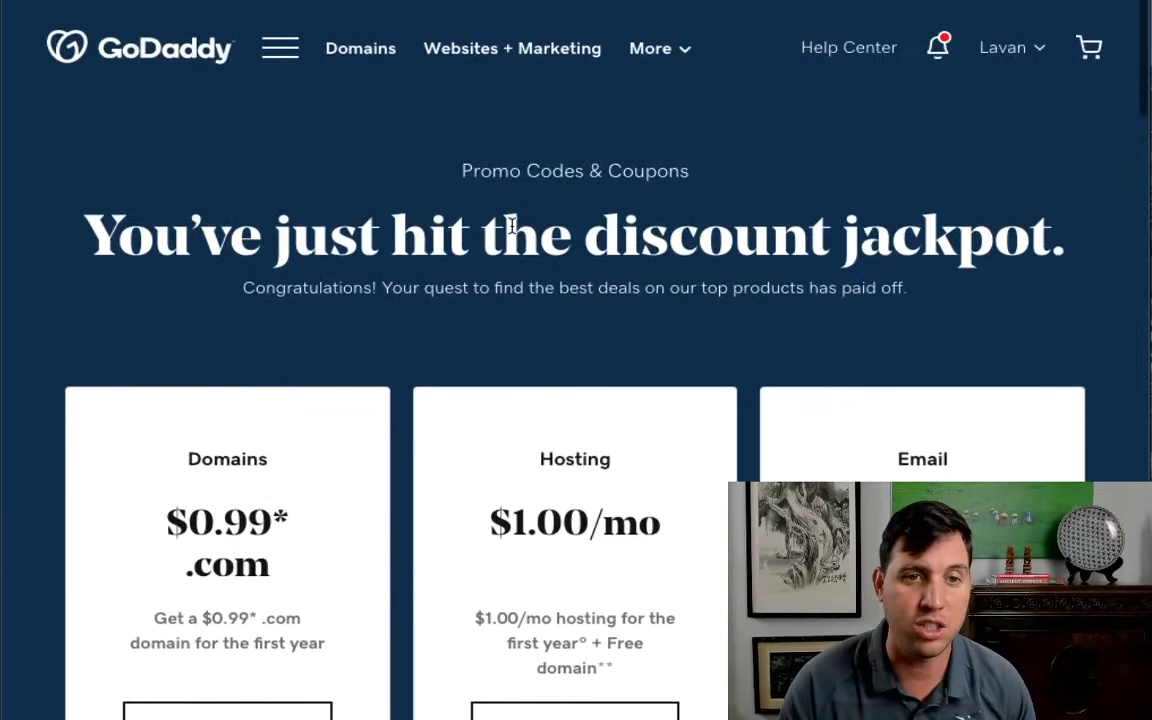 GoDaddy
Domains
Websites + Marketing
More
Help Center
Lavan
Promo Codes & Coupons
You've just hit the discount jackpot.
Congratulations! Your quest to find the best deals on our top products has paid off.
Domains
$0.99*
.com
Get a $0.99* .com
domain for the first year
Hosting
$1.00/mo
$1.00/mo hosting for the
first year° + Free
domain**
Email
ANCIENT GREEKS